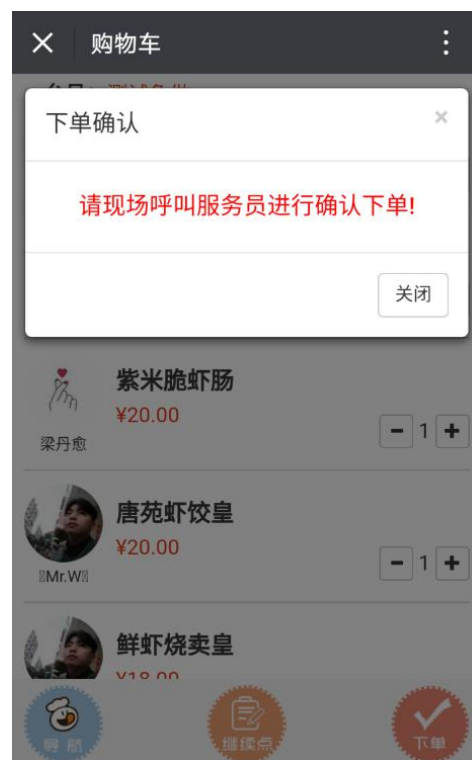 购物车
下单确认
×
请现场呼叫服务员进行确认下单!
关闭
紫米脆虾肠
¥20.00
梁丹愈
1
唐苑虾饺皇
¥20.00
Mr.W
1
鲜虾烧卖皇
¥18.00
导航
继续点
下单